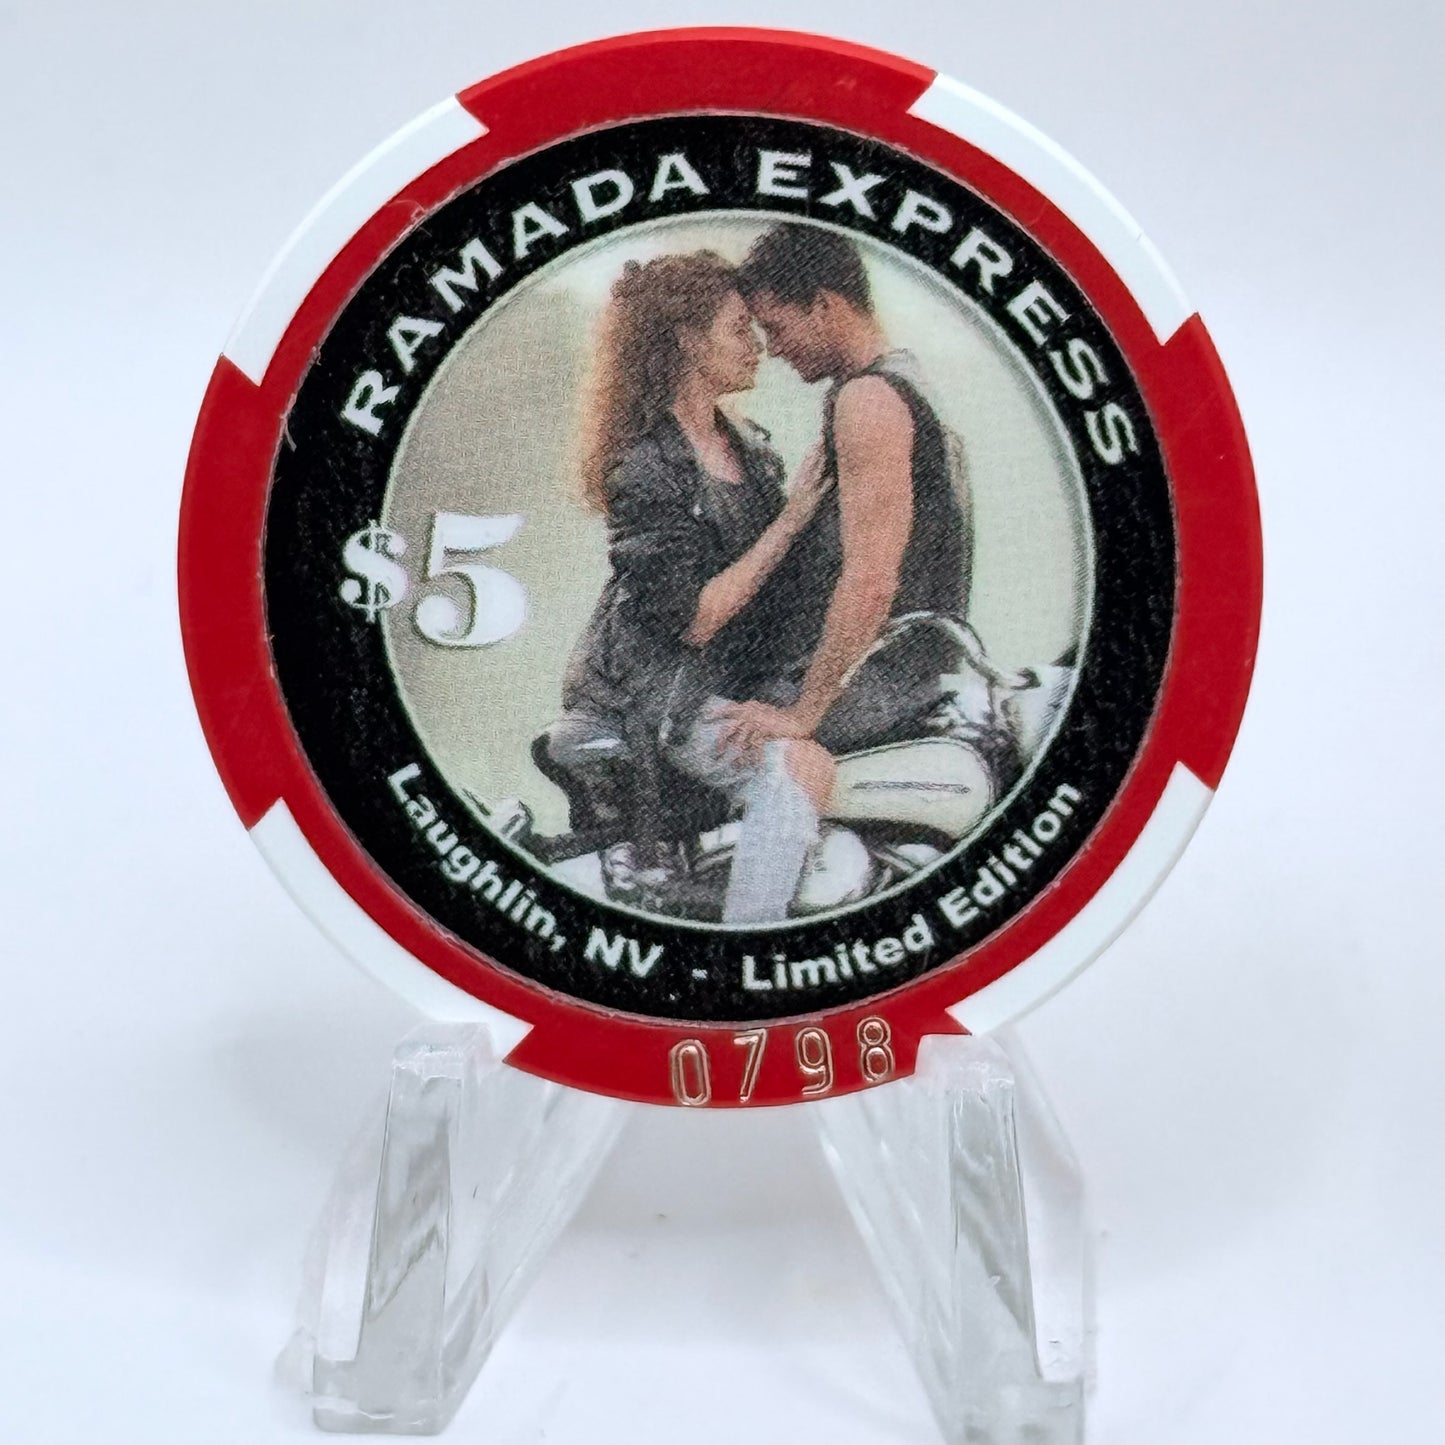 RAMADA EXPRESS
$5
Laughlin, NV - Limited Edition
0798